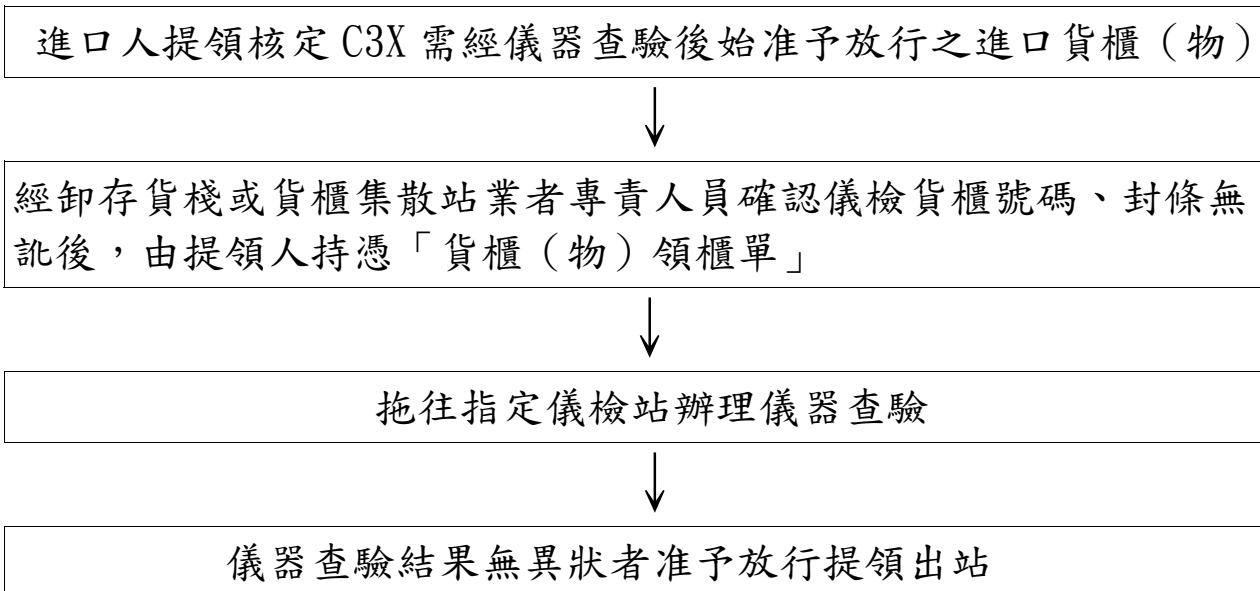 進口人提領核定 C3X 需經儀器查驗後始准予放行之進口貨櫃（物）
經卸存貨棧或貨櫃集散站業者專責人員確認儀檢貨櫃號碼、封條無
訛後，由提領人持憑「貨櫃（物）領櫃單」
拖往指定儀檢站辦理儀器查驗
儀器查驗結果無異狀者准予放行提領出站